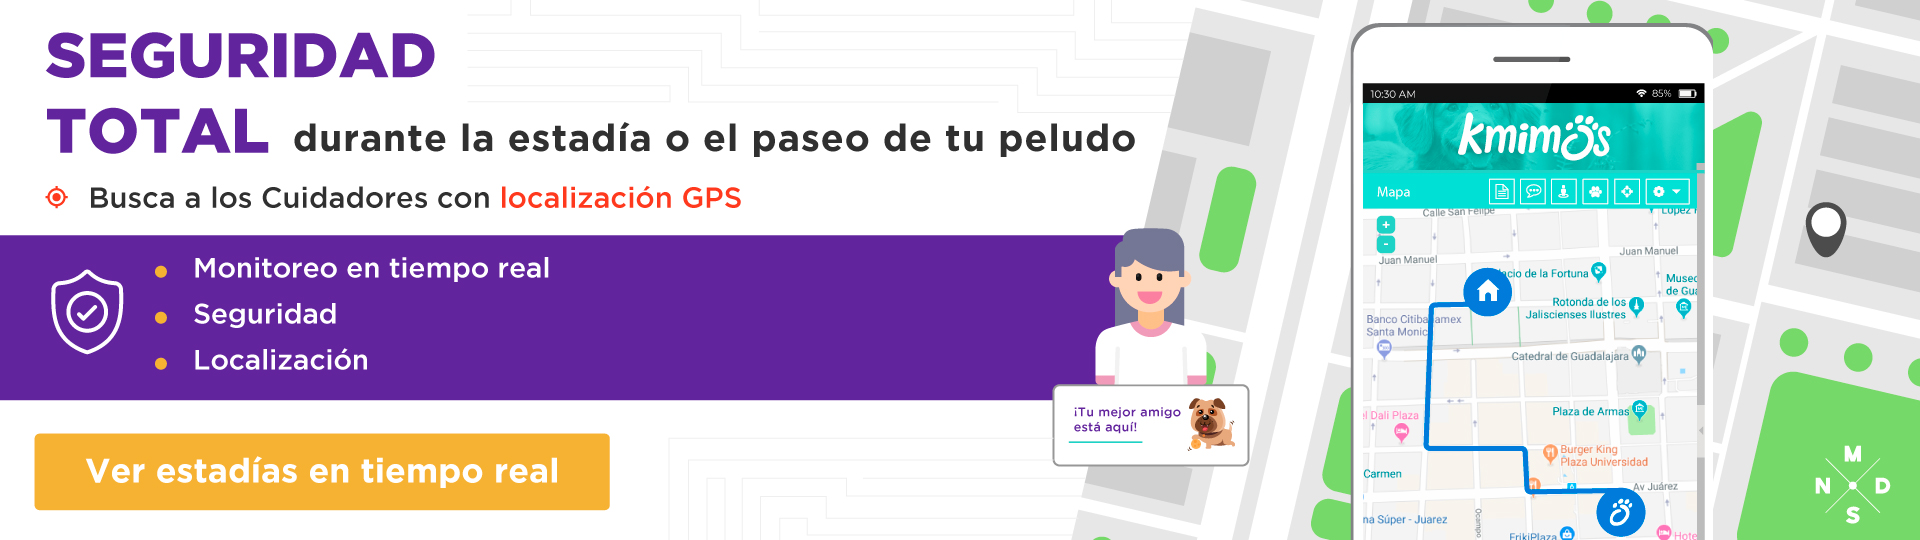 SEGURIDAD
TOTAL durante la estadía o el paseo de tu peludo
Busca a los Cuidadores con localización GPS
Monitoreo en tiempo real
Seguridad
Localización
Ver estadías en tiempo real
¡Tu mejor amigo
está aquí!
10:30 AM 85%
kmimos
Mapa
Calle San Felipe
+
-
Juan Manuel
Juan Manuel
acio de la Fortuna
Museo
de Gua
Rotonda de los
Jaliscienses Ilustres
Banco Citibanamex
Santa Monic
Catedral de Guadalajara
el Dalí Plaza
Plaza de Armas
Burger King
Plaza Universidad
Carmen
Av Juárez
na Súper - Juarez
Ocampo
FrikiPlaza
Hote
M
N D
S